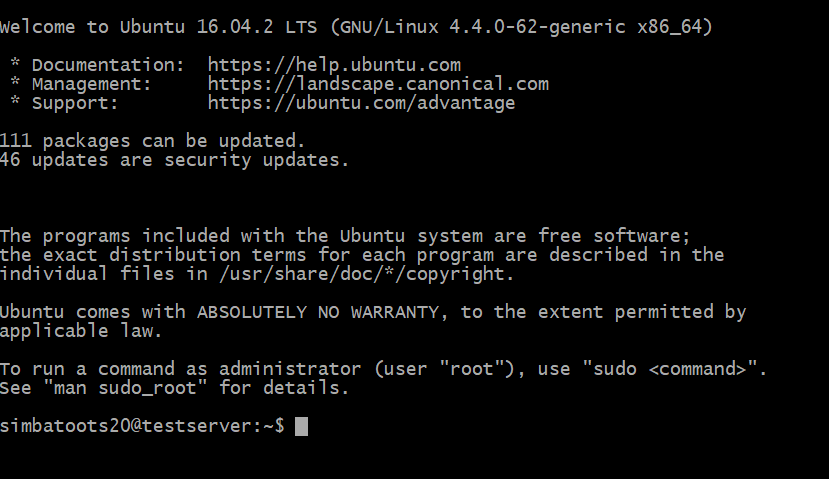 Welcome to Ubuntu 16.04.2 LTS (GNU/Linux 4.4.0-62-generic x86_64)
* Documentation:  https://help.ubuntu.com
* Management:     https://landscape.canonical.com
* Support:        https://ubuntu.com/advantage
111 packages can be updated.
46 updates are security updates.
The programs included with the Ubuntu system are free software;
the exact distribution terms for each program are described in the
individual files in /usr/share/doc/*/copyright.
Ubuntu comes with ABSOLUTELY NO WARRANTY, to the extent permitted by
applicable law.
To run a command as administrator (user "root"), use "sudo <command>".
See "man sudo_root" for details.
simbatoots20@testserver:~$